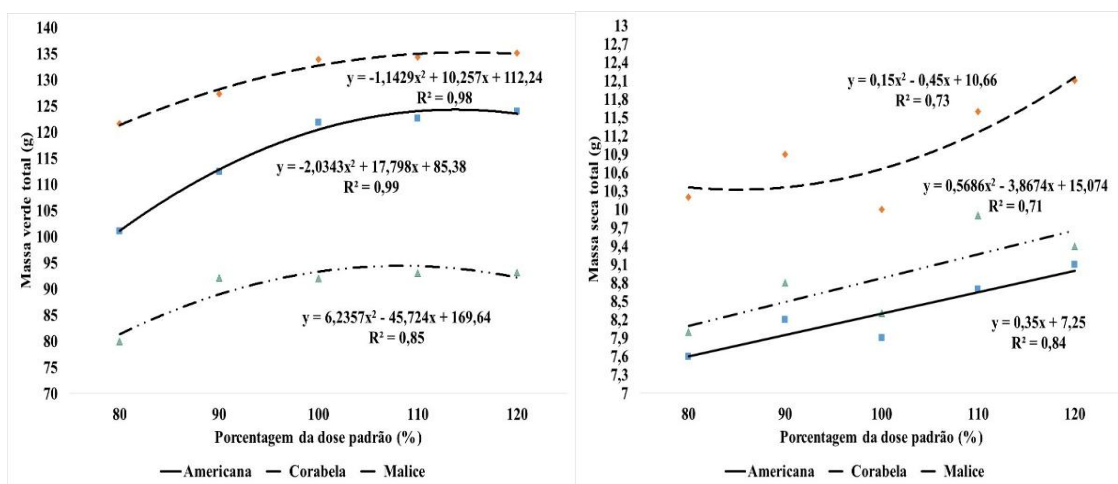 Massa verde total (g)
140
135
130
125
120
115
110
105
100
95
90
85
80
75
70
y = -1,1429x² + 10,257x + 112,24
R² = 0,98
y = -2,0343x² + 17,798x + 85,38
R² = 0,99
y = 6,2357x² - 45,724x + 169,64
R² = 0,85
80 90 100 110 120
Porcentagem da dose padrão (%)
Americana Corabela Malice
Massa seca total (g)
13
12,7
12,4
12,1
11,8
11,5
11,2
10,9
10,6
10,3
10
9,7
9,4
9,1
8,8
8,5
8,2
7,9
7,6
7,3
7
y = 0,15x² - 0,45x + 10,66
R² = 0,73
y = 0,5686x² - 3,8674x + 15,074
R² = 0,71
y = 0,35x + 7,25
R² = 0,84
80 90 100 110 120
Porcentagem da dose padrão (%)
Americana Corabela Malice